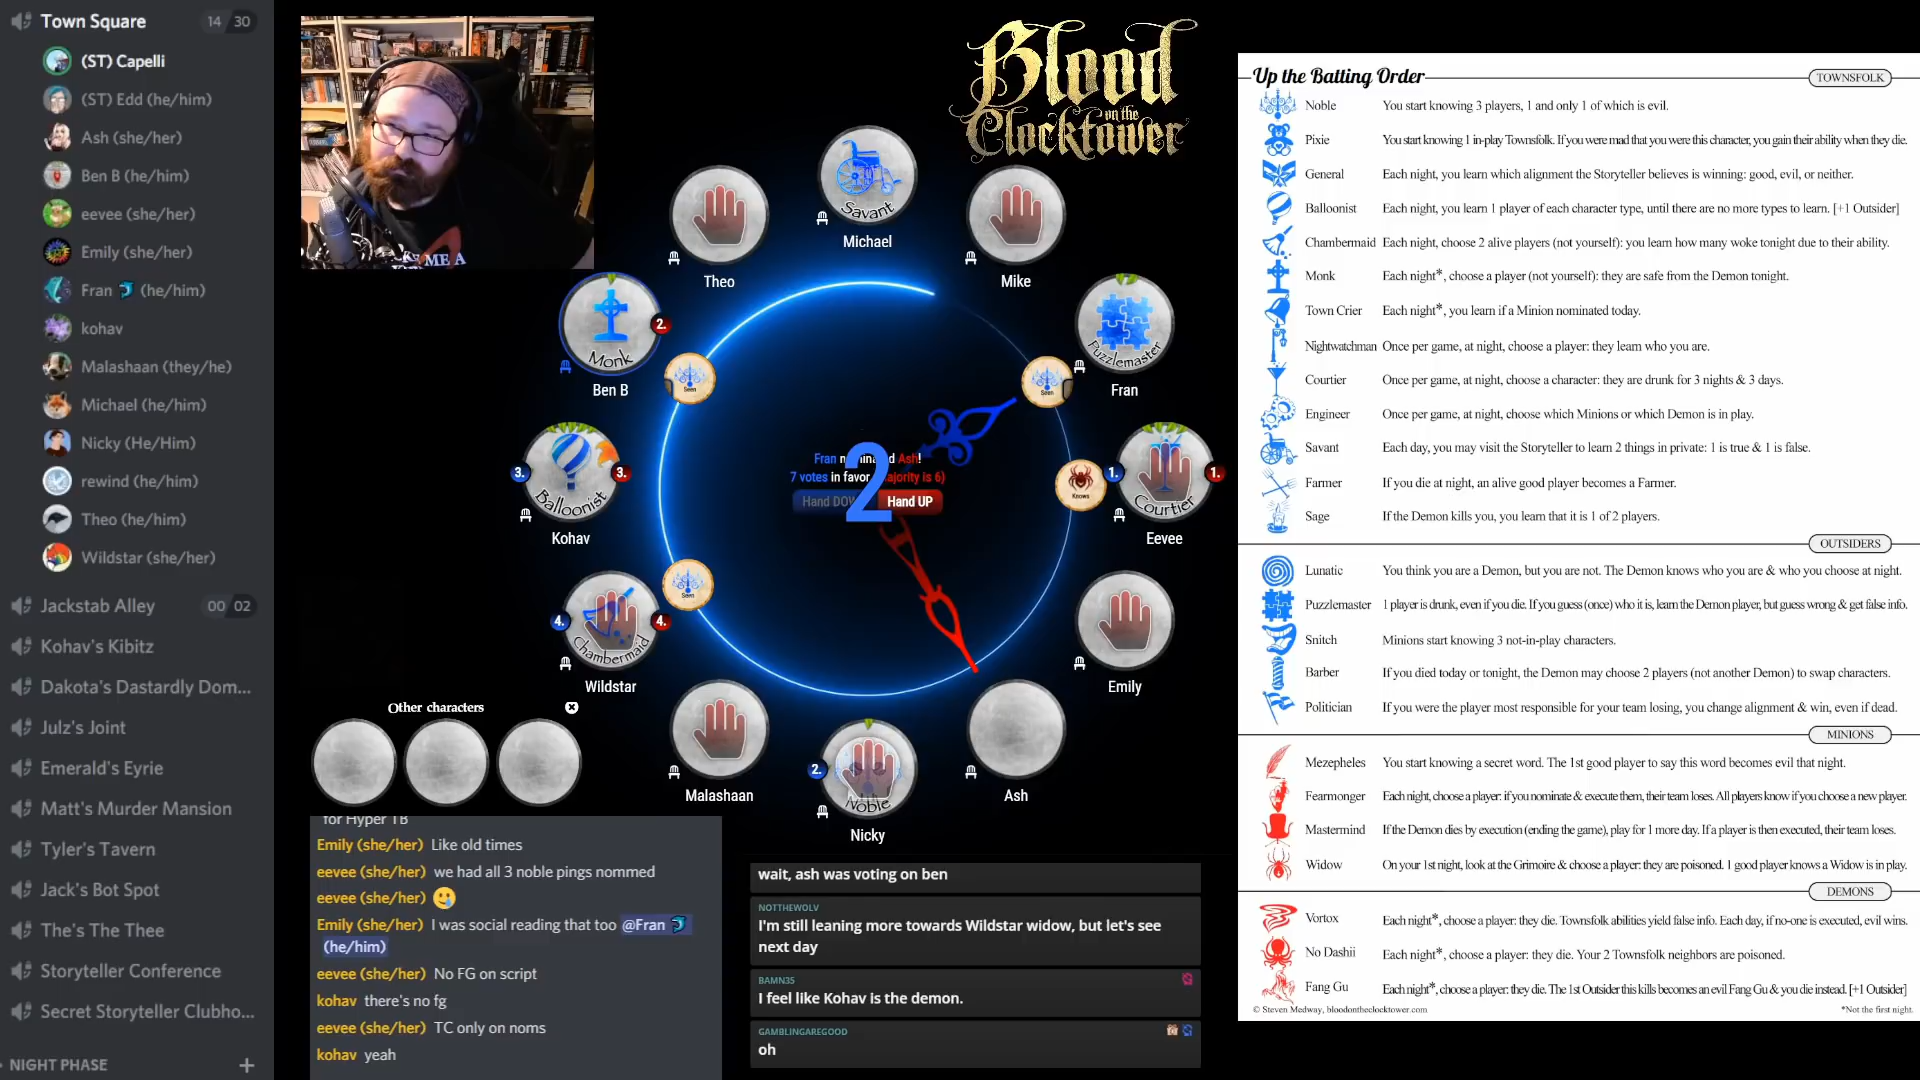 Town Square
14 30
(ST) Capelli
(ST) Edd (he/him)
Ash (she/her)
Ben B (he/him)
eevee (she/her)
Emily (she/her)
Fran (he/him)
kohav
Malashaan (they/he)
Michael (he/him)
Nicky (He/Him)
rewind (he/him)
Theo (he/him)
Wildstar (she/her)
Jackstab Alley
00 02
Kohav's Kibitz
Dakota's Dastardly Dom...
Julz's Joint
Emerald's Eyrie
Matt's Murder Mansion
Tyler's Tavern
Jack's Bot Spot
The's The Thee
Storyteller Conference
Secret Storyteller Clubho...
NIGHT PHASE
ME A
Blood
on the
Clocktower
Savant
Michael
Theo
Mike
Monk
2.
Ben B
Seen
Puzzlemaster
Fran
Seen
Balloonist
3.
3.
Kohav
Courtier
1.
1.
Eevee
Knows
Chambermaid
4.
4.
Wildstar
Seen
Emily
Malashaan
Noble
2.
Nicky
Ash
Fran Ash!
7 votes in favor
is 6)
Hand
Hand UP
2
Other characters
for Hyper TB
Emily (she/her) Like old times
eevee (she/her) we had all 3 noble pings nommed
eevee (she/her)
Emily (she/her) I was social reading that too @Fran
(he/him)
eevee (she/her) No FG on script
kohav there's no fg
eevee (she/her) TC only on noms
kohav yeah
wait, ash was voting on ben
NOTTHEWOLV
I'm still leaning more towards Wildstar widow, but let's see
next day
BAMN3S
I feel like Kohav is the demon.
GAMBLINGAREGOOD
oh
Up the Batting Order
TOWNSFOLK
Noble You start knowing 3 players, 1 and only 1 of which is evil.
Pixie You start knowing 1 in-play Townsfolk. If you were mad that you were this character, you gain their ability when they die.
General Each night, you learn which alignment the Storyteller believes is winning: good, evil, or neither.
Balloonist Each night, you learn 1 player of each character type, until there are no more types to learn. [+1 Outsider]
Chambermaid Each night, choose 2 alive players (not yourself): you learn how many woke tonight due to their ability.
Monk Each night*, choose a player (not yourself): they are safe from the Demon tonight.
Town Crier Each night*, you learn if a Minion nominated today.
Nightwatchman Once per game, at night, choose a player: they learn who you are.
Courtier Once per game, at night, choose a character: they are drunk for 3 nights & 3 days.
Engineer Once per game, at night, choose which Minions or which Demon is in play.
Savant Each day, you may visit the Storyteller to learn 2 things in private: 1 is true & 1 is false.
Farmer If you die at night, an alive good player becomes a Farmer.
Sage If the Demon kills you, you learn that it is 1 of 2 players.
OUTSIDERS
Lunatic You think you are a Demon, but you are not. The Demon knows who you are & who you choose at night.
Puzzlemaster 1 player is drunk, even if you die. If you guess (once) who it is, learn the Demon player, but guess wrong & get false info.
Snitch Minions start knowing 3 not-in-play characters.
Barber If you died today or tonight, the Demon may choose 2 players (not another Demon) to swap characters.
Politician If you were the player most responsible for your team losing, you change alignment & win, even if dead.
MINIONS
Mezepheles You start knowing a secret word. The 1st good player to say this word becomes evil that night.
Fearmonger Each night, choose a player: if you nominate & execute them, their team loses. All players know if you choose a new player.
Mastermind If the Demon dies by execution (ending the game), play for 1 more day. If a player is then executed, their team loses.
Widow On your 1st night, look at the Grimoire & choose a player: they are poisoned. 1 good player knows a Widow is in play.
DEMONS
Vortox Each night*, choose a player: they die. Townsfolk abilities yield false info. Each day, if no-one is executed, evil wins.
No Dashii Each night*, choose a player: they die. Your 2 Townsfolk neighbors are poisoned.
Fang Gu Each night*, choose a player: they die. The 1st Outsider this kills becomes an evil Fang Gu & you die instead. [+1 Outsider]
© Steven Medway, bloodontheclocktower.com
*Not the first night.